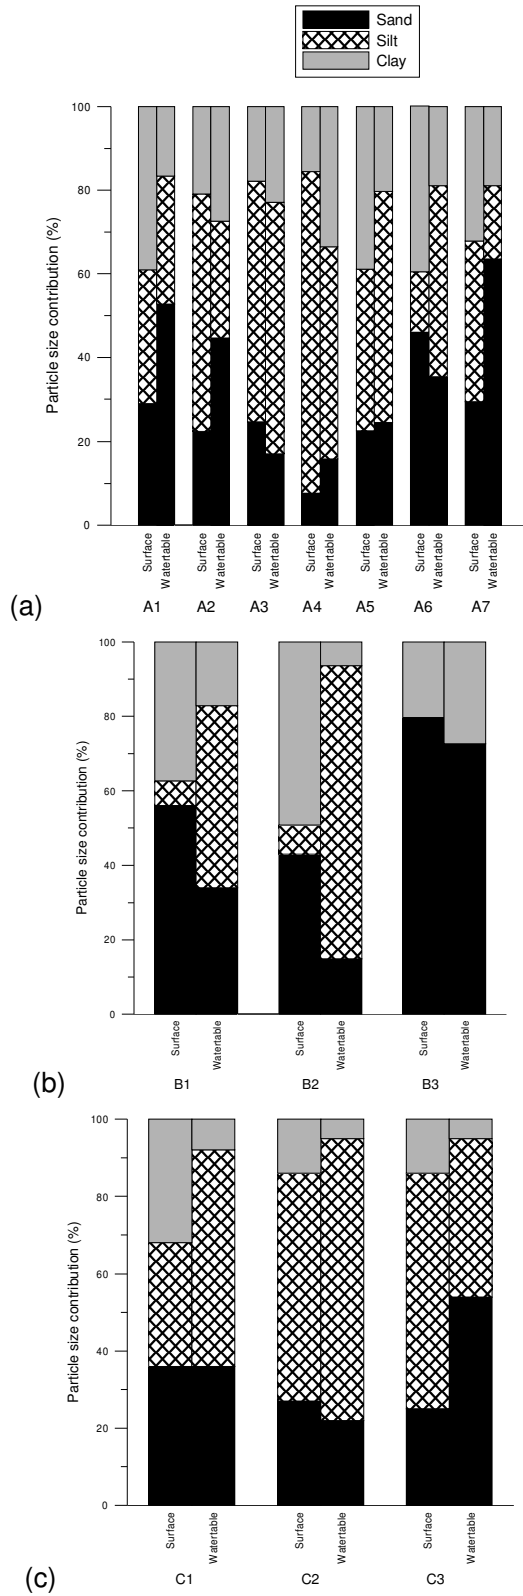 Sand
Silt
Clay
Particle size contribution (%)
100
80
60
40
20
0
Surface
Watertable
Surface
Watertable
Surface
Watertable
Surface
Watertable
Surface
Watertable
Surface
Watertable
Surface
Watertable
(a)
A1 A2 A3 A4 A5 A6 A7
Particle size contribution (%)
100
80
60
40
20
0
Surface
Watertable
Surface
Watertable
Surface
Watertable
(b)
B1 B2 B3
Particle size contribution (%)
100
80
60
40
20
0
Surface
Watertable
Surface
Watertable
Surface
Watertable
(c)
C1 C2 C3